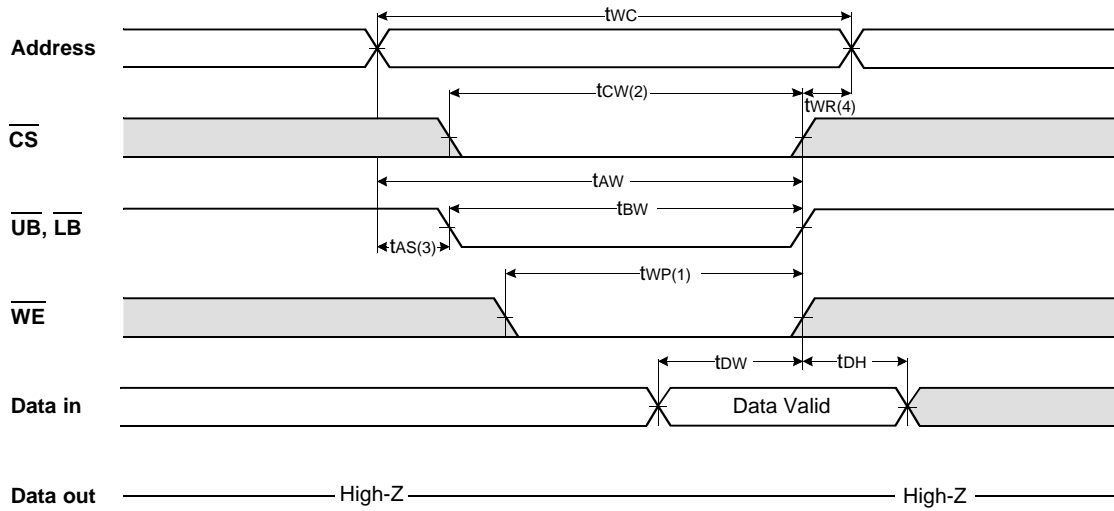 tWC
Address
tCW(2)
tWR(4)
CS
tAW
UB, LB
tBW
tAS(3)
tWP(1)
WE
tDW
tDH
Data in
Data Valid
Data out
High-Z
High-Z